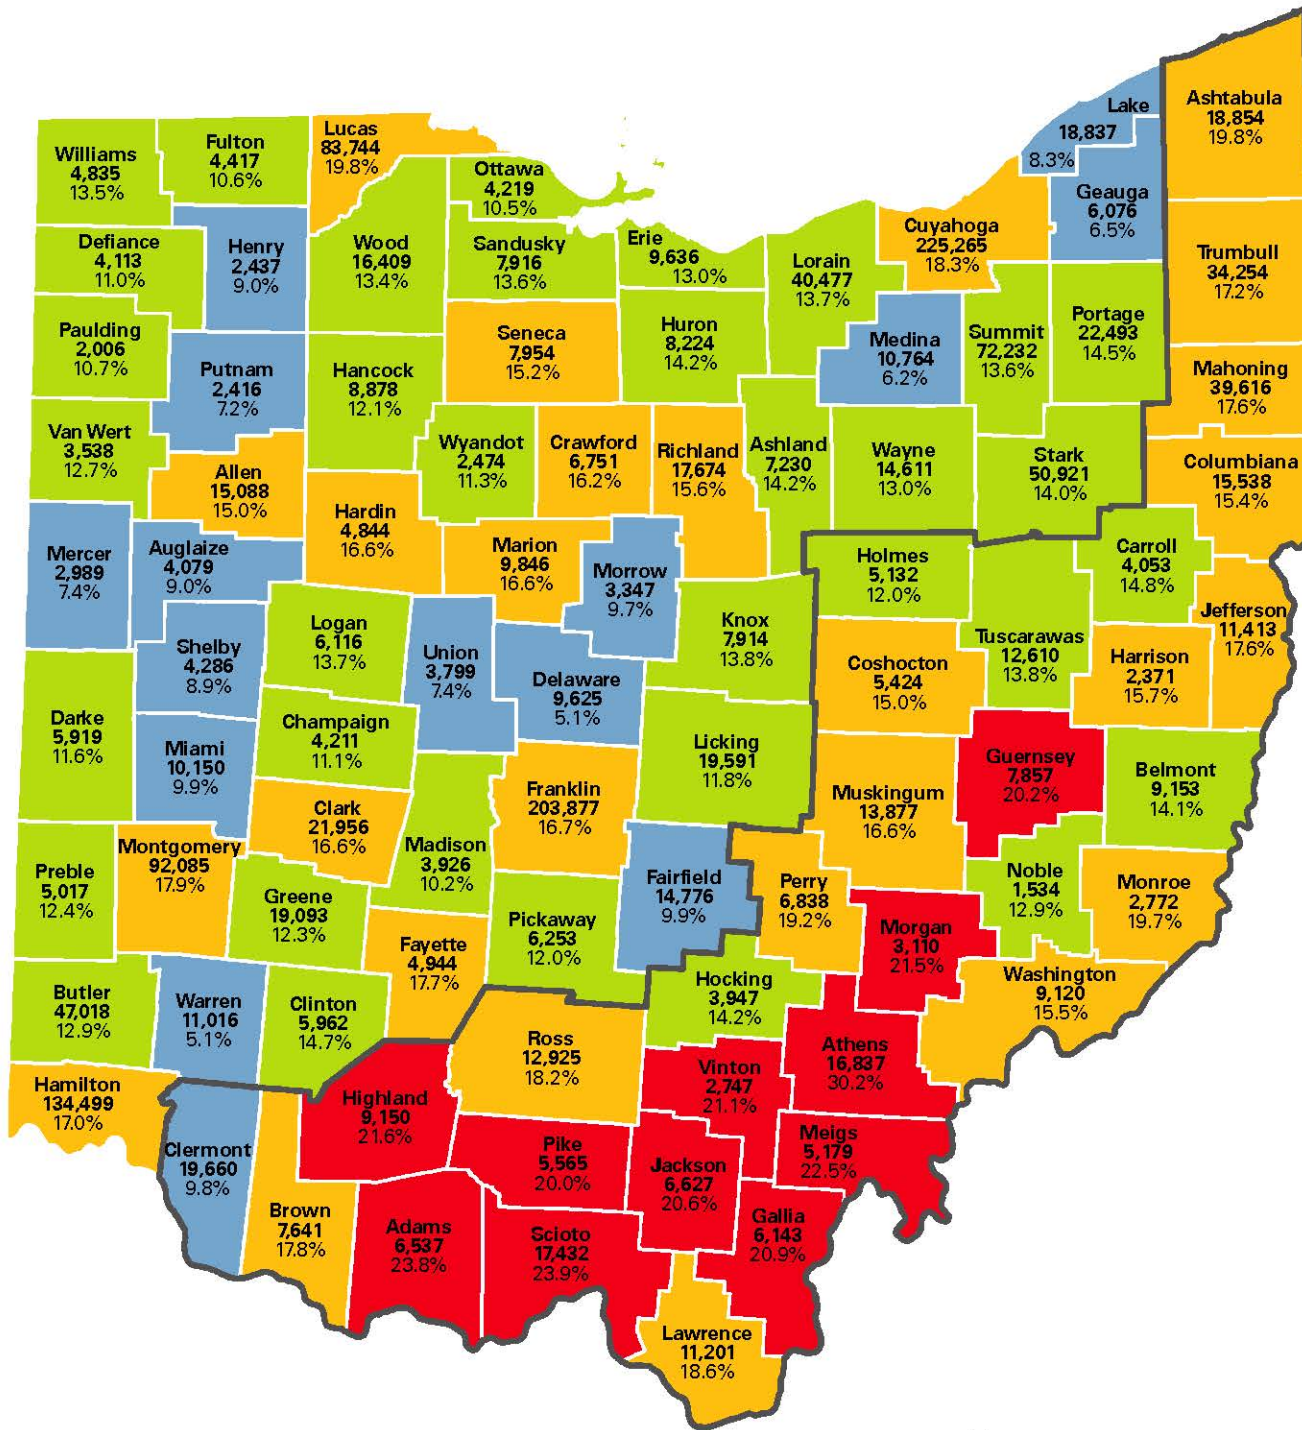 Lake
18,837
8.3%
Ashtabula
18,854
19.8%
Williams
4,835
13.5%
Fulton
4,417
10.6%
Lucas
83,744
19.8%
Ottawa
4,219
10.5%
Geauga
6,076
6.5%
Defiance
4,113
11.0%
Henry
2,437
9.0%
Wood
16,409
13.4%
Sandusky
7,916
13.6%
Erie
9,636
13.0%
Lorain
40,477
13.7%
Cuyahoga
225,265
18.3%
Trumbull
34,254
17.2%
Paulding
2,006
10.7%
Putnam
2,416
7.2%
Hancock
8,878
12.1%
Seneca
7,954
15.2%
Huron
8,224
14.2%
Medina
10,764
6.2%
Summit
72,232
13.6%
Portage
22,493
14.5%
Mahoning
39,616
17.6%
Van Wert
3,538
12.7%
Allen
15,088
15.0%
Wyandot
2,474
11.3%
Crawford
6,751
16.2%
Richland
17,674
15.6%
Ashland
7,230
14.2%
Wayne
14,611
13.0%
Stark
50,921
14.0%
Columbiana
15,538
15.4%
Mercer
2,989
7.4%
Auglaize
4,079
9.0%
Hardin
4,844
16.6%
Marion
9,846
16.6%
Morrow
3,347
9.7%
Holmes
5,132
12.0%
Carroll
4,053
14.8%
Shelby
4,286
8.9%
Logan
6,116
13.7%
Union
3,799
7.4%
Delaware
9,625
5.1%
Knox
7,914
13.8%
Coshocton
5,424
15.0%
Tuscarawas
12,610
13.8%
Harrison
2,371
15.7%
Jefferson
11,413
17.6%
Darke
5,919
11.6%
Miami
10,150
9.9%
Champaign
4,211
11.1%
Licking
19,591
11.8%
Guernsey
7,857
20.2%
Belmont
9,153
14.1%
Clark
21,956
16.6%
Franklin
203,877
16.7%
Muskingum
13,877
16.6%
Preble
5,017
12.4%
Montgomery
92,085
17.9%
Madison
3,926
10.2%
Greene
19,093
12.3%
Fairfield
14,776
9.9%
Perry
6,838
19.2%
Noble
1,534
12.9%
Monroe
2,772
19.7%
Pickaway
6,253
12.0%
Morgan
3,110
21.5%
Fayette
4,944
17.7%
Butler
47,018
12.9%
Warren
11,016
5.1%
Clinton
5,962
14.7%
Hocking
3,947
14.2%
Washington
9,120
15.5%
Ross
12,925
18.2%
Vinton
2,747
21.1%
Athens
16,837
30.2%
Hamilton
134,499
17.0%
Highland
9,150
21.6%
Clermont
19,660
9.8%
Pike
5,565
20.0%
Jackson
6,627
20.6%
Meigs
5,179
22.5%
Brown
7,641
17.8%
Adams
6,537
23.8%
Scioto
17,432
23.9%
Gallia
6,143
20.9%
Lawrence
11,201
18.6%